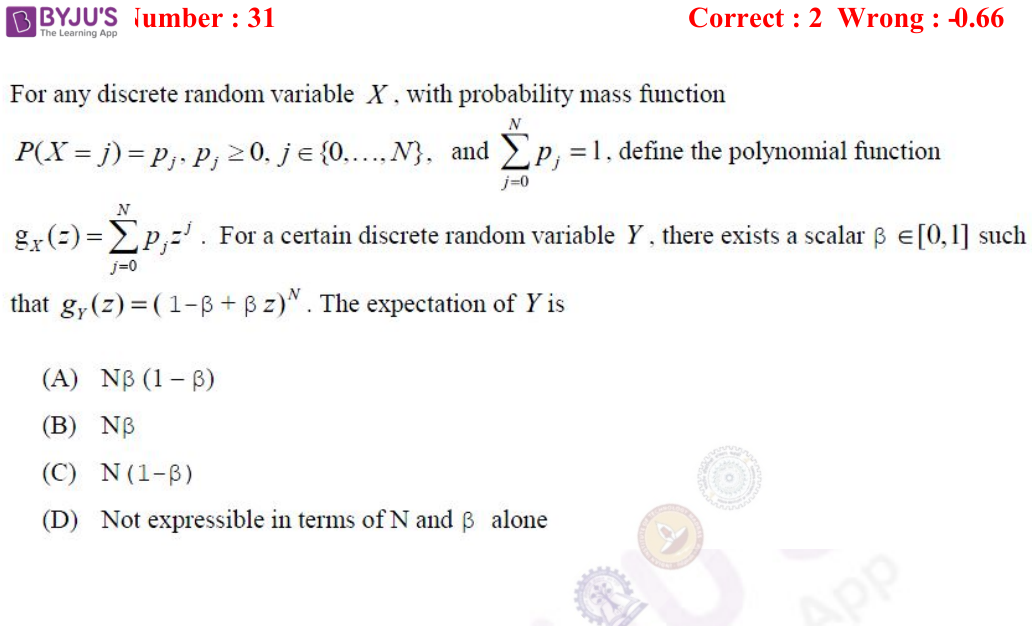 BYJU'S
The Learning App
Number : 31
Correct : 2 Wrong : -0.66
For any discrete random variable X, with probability mass function
P(X = j) = p_j, p_j ≥ 0, j ∈ {0,…, N}, and ∑_{j=0}^{N} p_j = 1, define the polynomial function
g_X(z) = ∑_{j=0}^{N} p_j z^j . For a certain discrete random variable Y, there exists a scalar β ∈ [0,1] such
that g_Y(z) = ( 1-β + β z)^N . The expectation of Y is
(A) Nβ (1 – β)
(B) Nβ
(C) N (1-β)
(D) Not expressible in terms of N and β alone
App